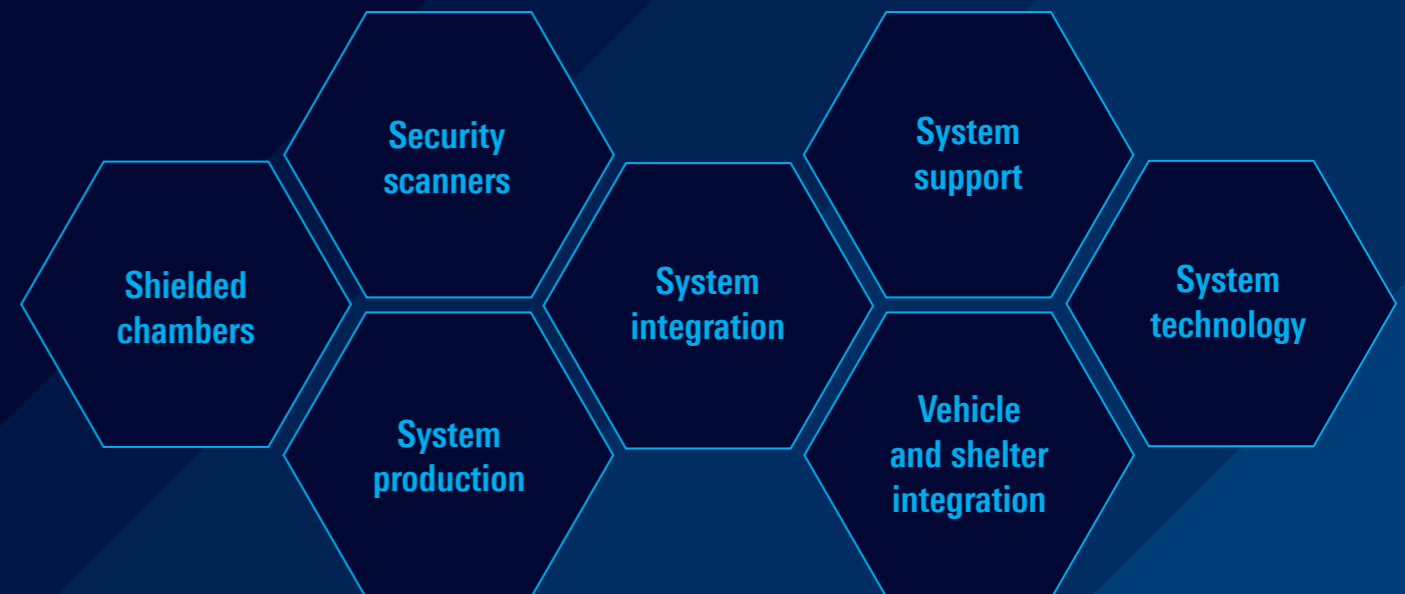 Security
scanners
System
support
Shielded
chambers
System
integration
System
technology
System
production
Vehicle
and shelter
integration